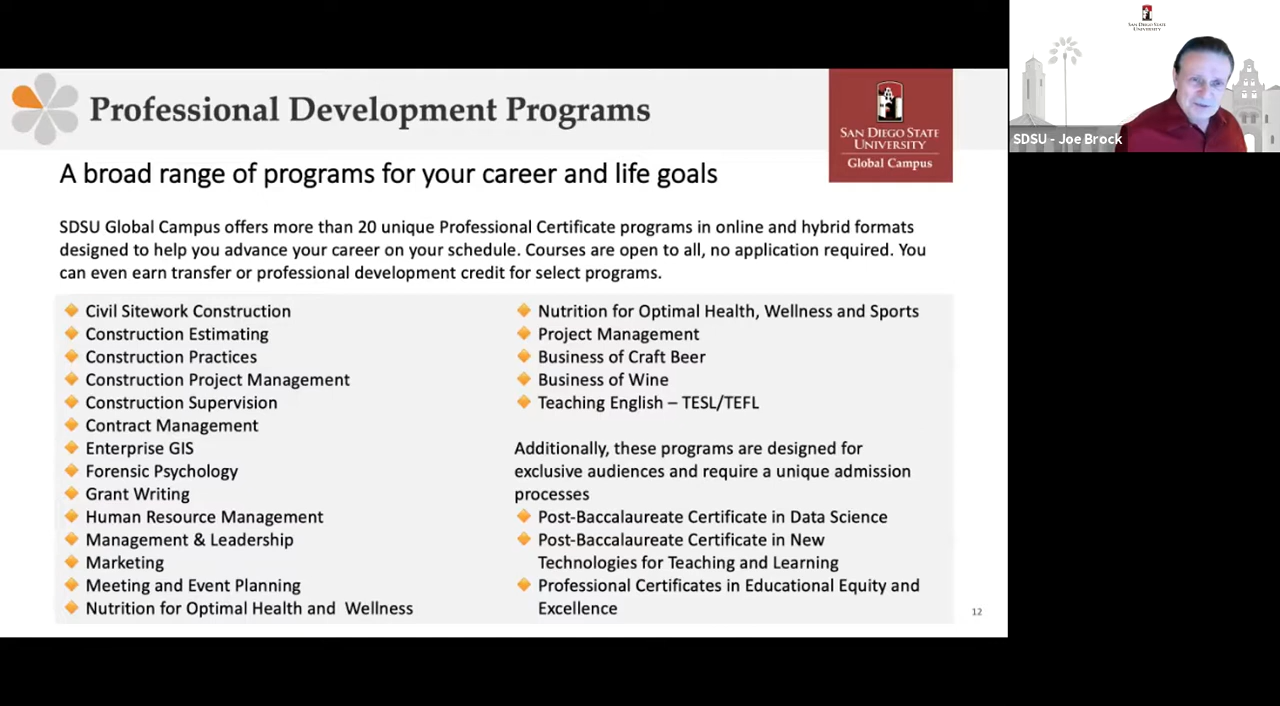 Professional Development Programs
SAN DIEGO STATE
UNIVERSITY
Global Campus
A broad range of programs for your career and life goals
SDSU Global Campus offers more than 20 unique Professional Certificate programs in online and hybrid formats
designed to help you advance your career on your schedule. Courses are open to all, no application required. You
can even earn transfer or professional development credit for select programs.
Civil Sitework Construction
Construction Estimating
Construction Practices
Construction Project Management
Construction Supervision
Contract Management
Enterprise GIS
Forensic Psychology
Grant Writing
Human Resource Management
Management & Leadership
Marketing
Meeting and Event Planning
Nutrition for Optimal Health and Wellness
Nutrition for Optimal Health, Wellness and Sports
Project Management
Business of Craft Beer
Business of Wine
Teaching English – TESL/TEFL
Additionally, these programs are designed for
exclusive audiences and require a unique admission
processes
Post-Baccalaureate Certificate in Data Science
Post-Baccalaureate Certificate in New
Technologies for Teaching and Learning
Professional Certificates in Educational Equity and
Excellence
12
SAN DIEGO STATE
UNIVERSITY
SDSU - Joe Brock